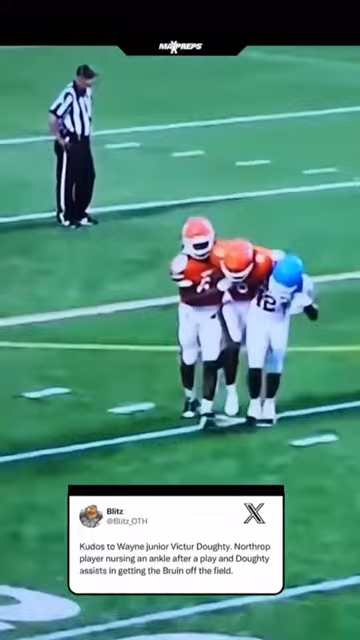 MAXPREPS
12
Blitz
@Blitz_OTH
X
Kudos to Wayne junior Victur Doughty. Northrop
player nursing an ankle after a play and Doughty
assists in getting the Bruin off the field.